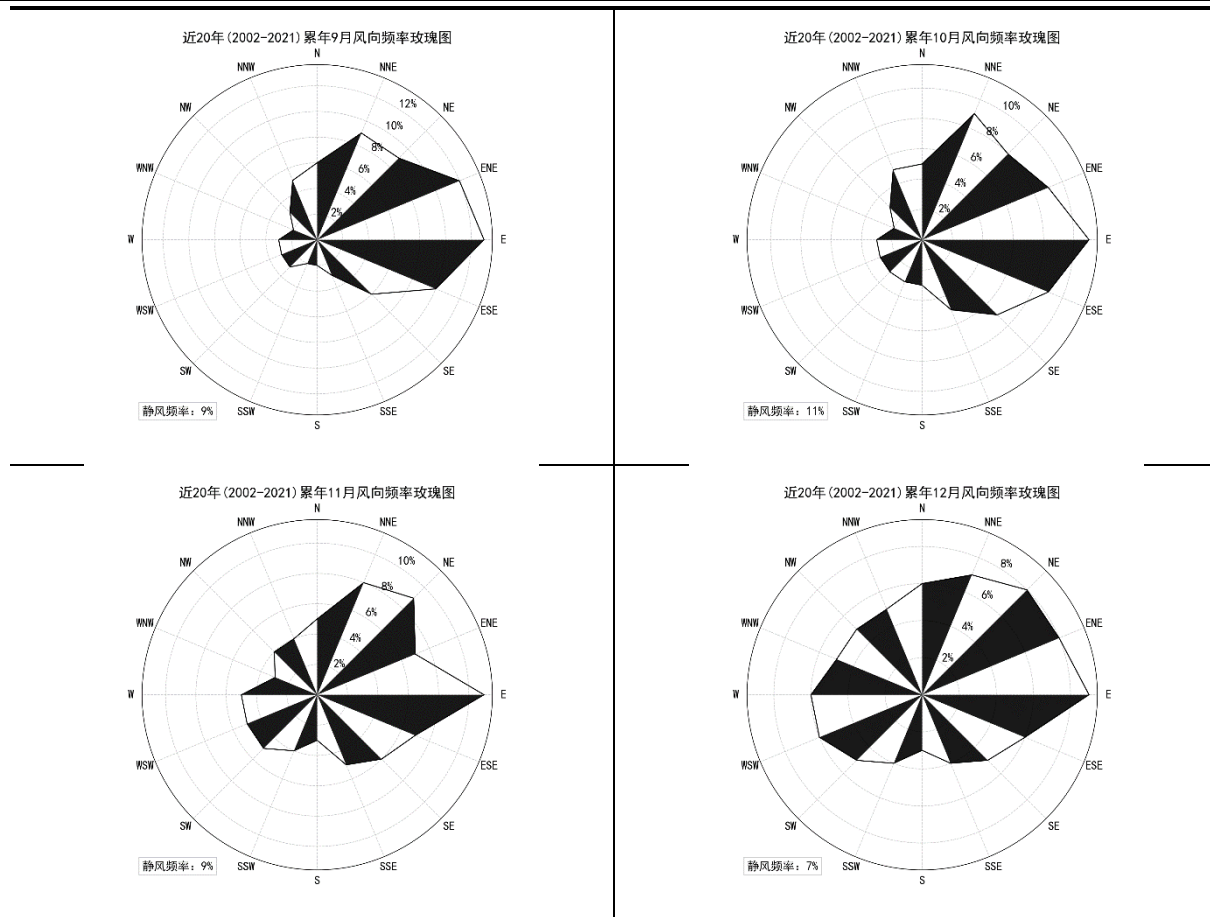 近20年(2002-2021)累年9月风向频率玫瑰图
N
NNW
NNE
12%
NW
NE
10%
8%
WNW
6%
ENE
4%
2%
W
E
WSW
ESE
SW
SE
静风频率: 9%
SSW
SSE
S
近20年(2002-2021)累年10月风向频率玫瑰图
N
NNW
NNE
10%
NW
NE
8%
6%
WNW
ENE
4%
2%
W
E
WSW
ESE
SW
SE
静风频率: 11%
SSW
SSE
S
近20年(2002-2021)累年11月风向频率玫瑰图
N
NNW
NNE
10%
NW
NE
8%
6%
WNW
ENE
4%
2%
W
E
WSW
ESE
SW
SE
静风频率: 9%
SSW
SSE
S
近20年(2002-2021)累年12月风向频率玫瑰图
N
NNW
NNE
8%
NW
NE
6%
WNW
ENE
4%
2%
W
E
WSW
ESE
SW
SE
静风频率: 7%
SSW
SSE
S